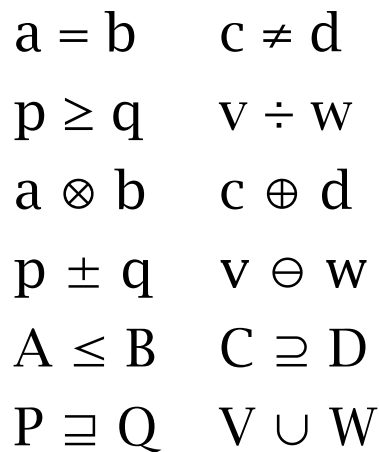 a = b c ≠ d
p ≥ q v ÷ w
a ⊗ b c ⊕ d
p ± q v ⊖ w
A ≤ B C ⊇ D
P ⊒ Q V ∪ W